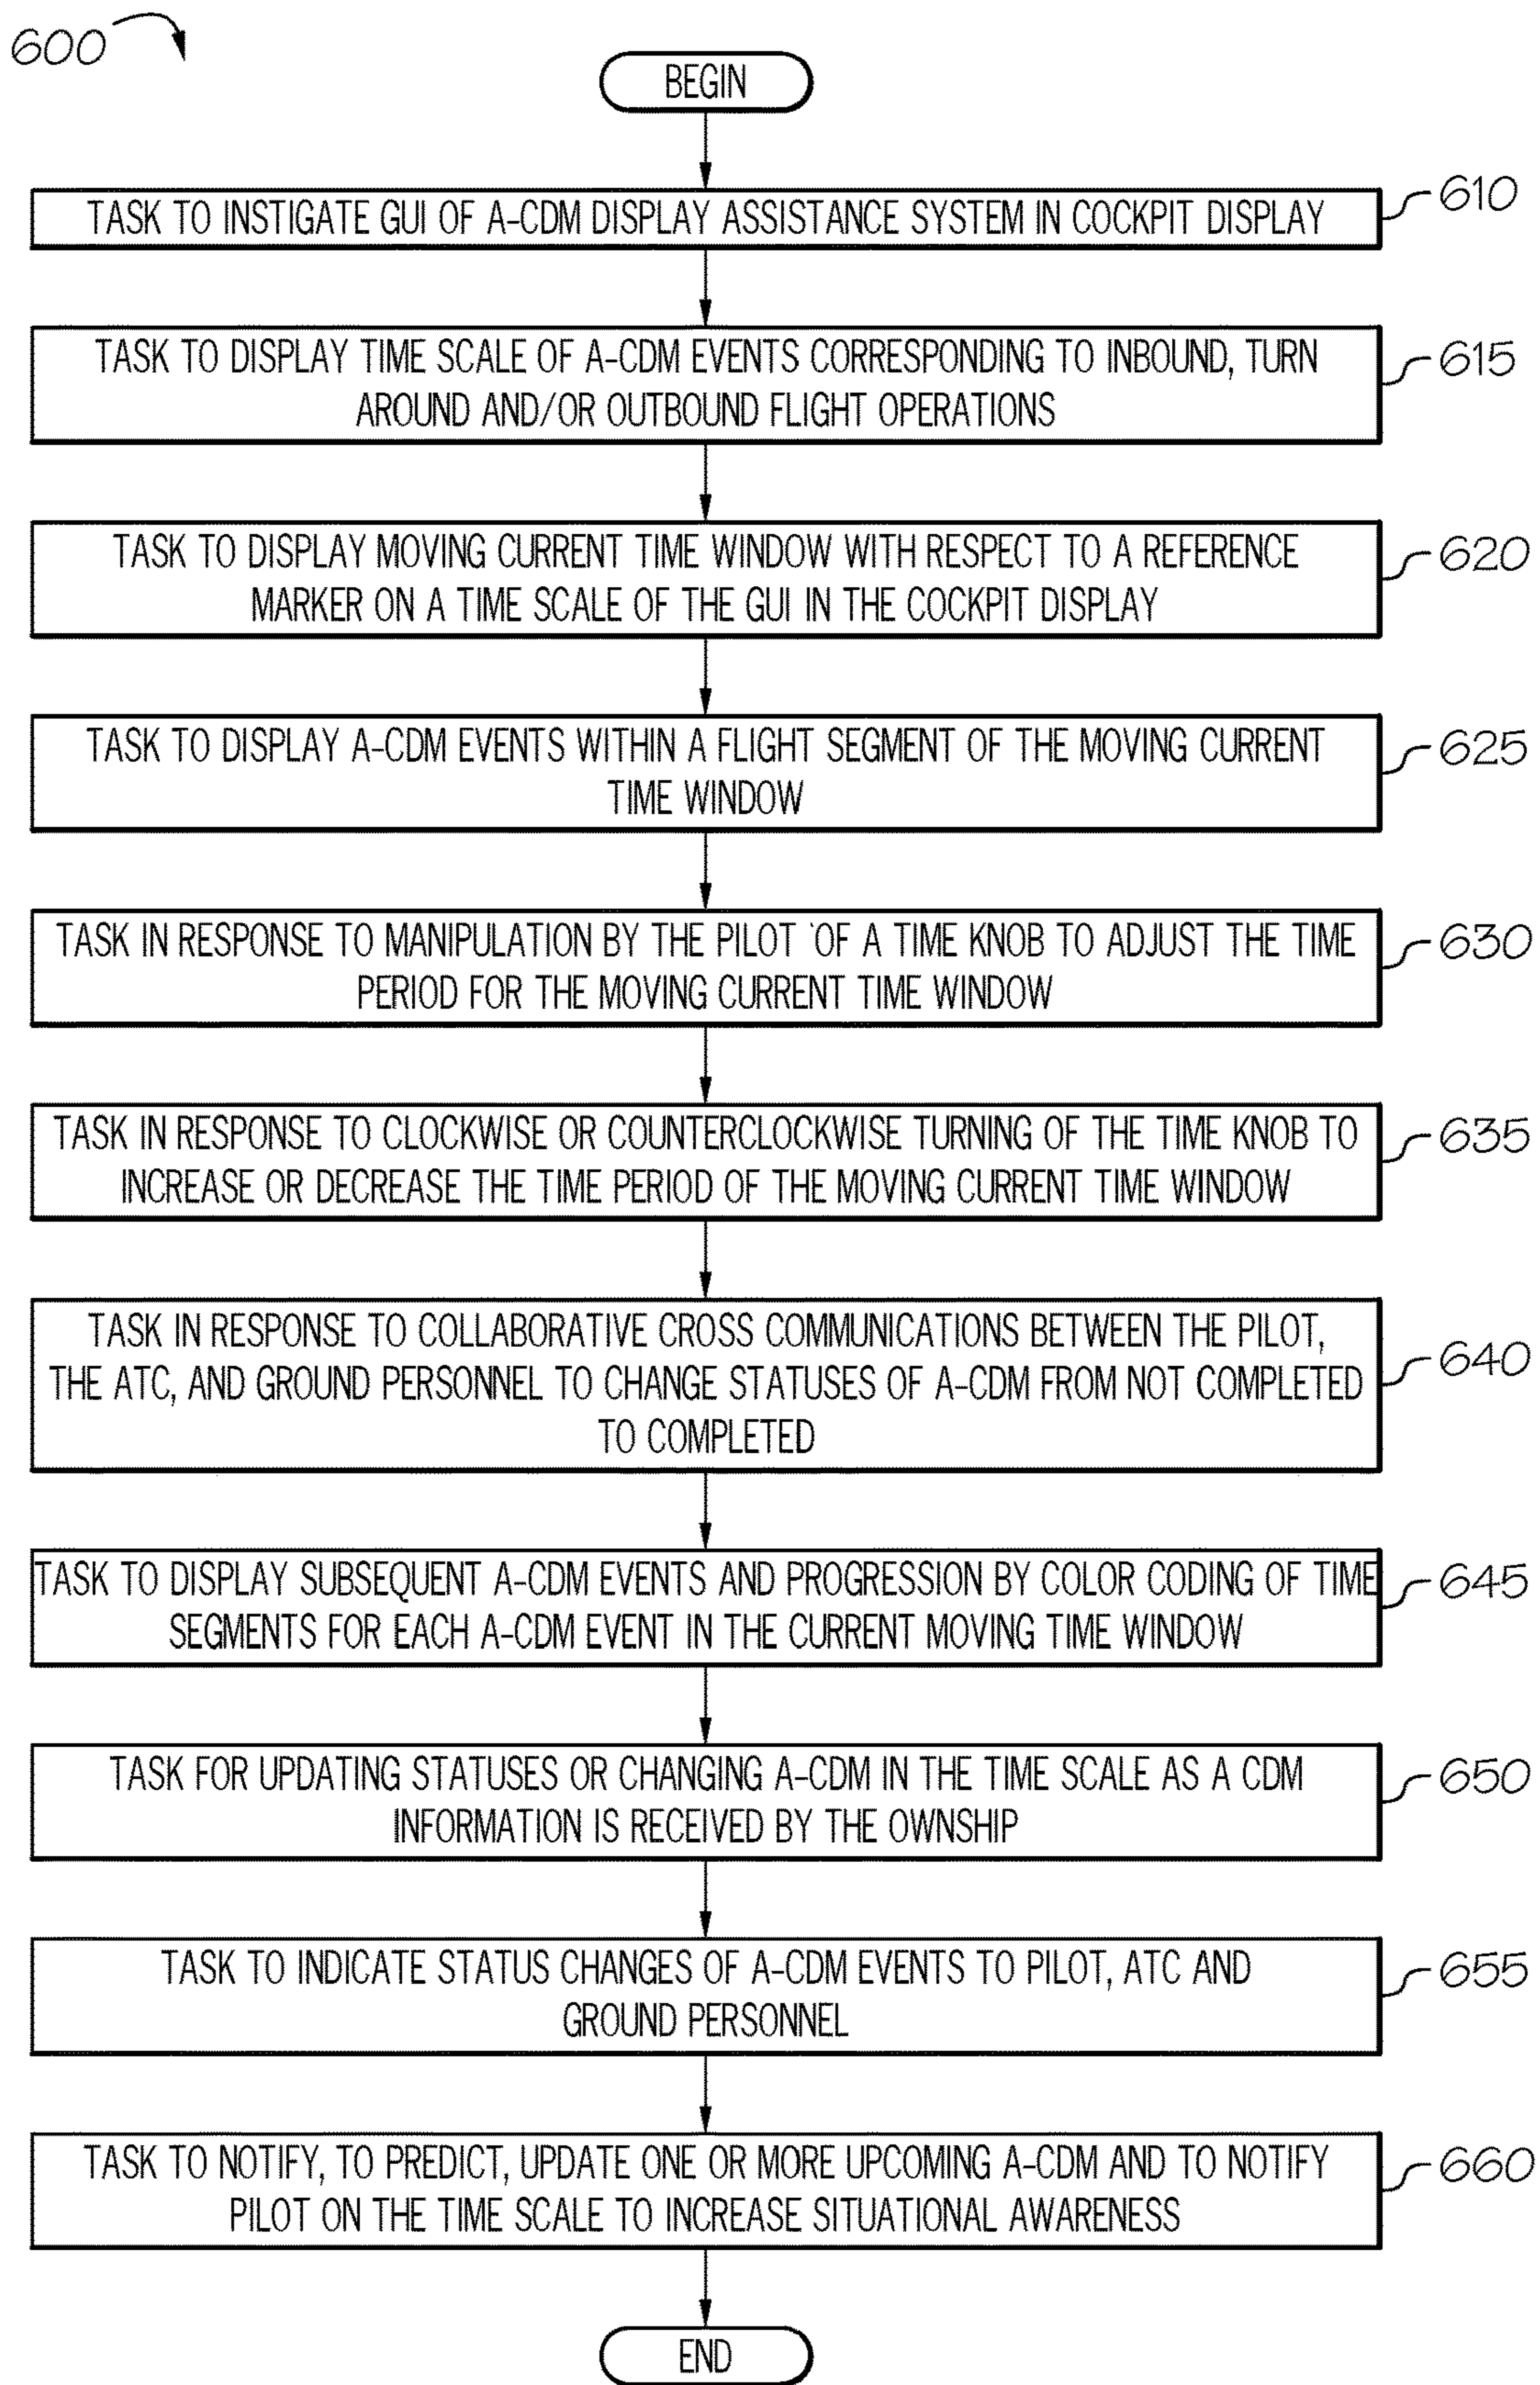 600
BEGIN
TASK TO INSTIGATE GUI OF A-CDM DISPLAY ASSISTANCE SYSTEM IN COCKPIT DISPLAY
610
TASK TO DISPLAY TIME SCALE OF A-CDM EVENTS CORRESPONDING TO INBOUND, TURN
AROUND AND/OR OUTBOUND FLIGHT OPERATIONS
615
TASK TO DISPLAY MOVING CURRENT TIME WINDOW WITH RESPECT TO A REFERENCE
MARKER ON A TIME SCALE OF THE GUI IN THE COCKPIT DISPLAY
620
TASK TO DISPLAY A-CDM EVENTS WITHIN A FLIGHT SEGMENT OF THE MOVING CURRENT
TIME WINDOW
625
TASK IN RESPONSE TO MANIPULATION BY THE PILOT 'OF A TIME KNOB TO ADJUST THE TIME
PERIOD FOR THE MOVING CURRENT TIME WINDOW
630
TASK IN RESPONSE TO CLOCKWISE OR COUNTERCLOCKWISE TURNING OF THE TIME KNOB TO
INCREASE OR DECREASE THE TIME PERIOD OF THE MOVING CURRENT TIME WINDOW
635
TASK IN RESPONSE TO COLLABORATIVE CROSS COMMUNICATIONS BETWEEN THE PILOT,
THE ATC, AND GROUND PERSONNEL TO CHANGE STATUSES OF A-CDM FROM NOT COMPLETED
TO COMPLETED
640
TASK TO DISPLAY SUBSEQUENT A-CDM EVENTS AND PROGRESSION BY COLOR CODING OF TIME
SEGMENTS FOR EACH A-CDM EVENT IN THE CURRENT MOVING TIME WINDOW
645
TASK FOR UPDATING STATUSES OR CHANGING A-CDM IN THE TIME SCALE AS A CDM
INFORMATION IS RECEIVED BY THE OWNSHIP
650
TASK TO INDICATE STATUS CHANGES OF A-CDM EVENTS TO PILOT, ATC AND
GROUND PERSONNEL
655
TASK TO NOTIFY, TO PREDICT, UPDATE ONE OR MORE UPCOMING A-CDM AND TO NOTIFY
PILOT ON THE TIME SCALE TO INCREASE SITUATIONAL AWARENESS
660
END